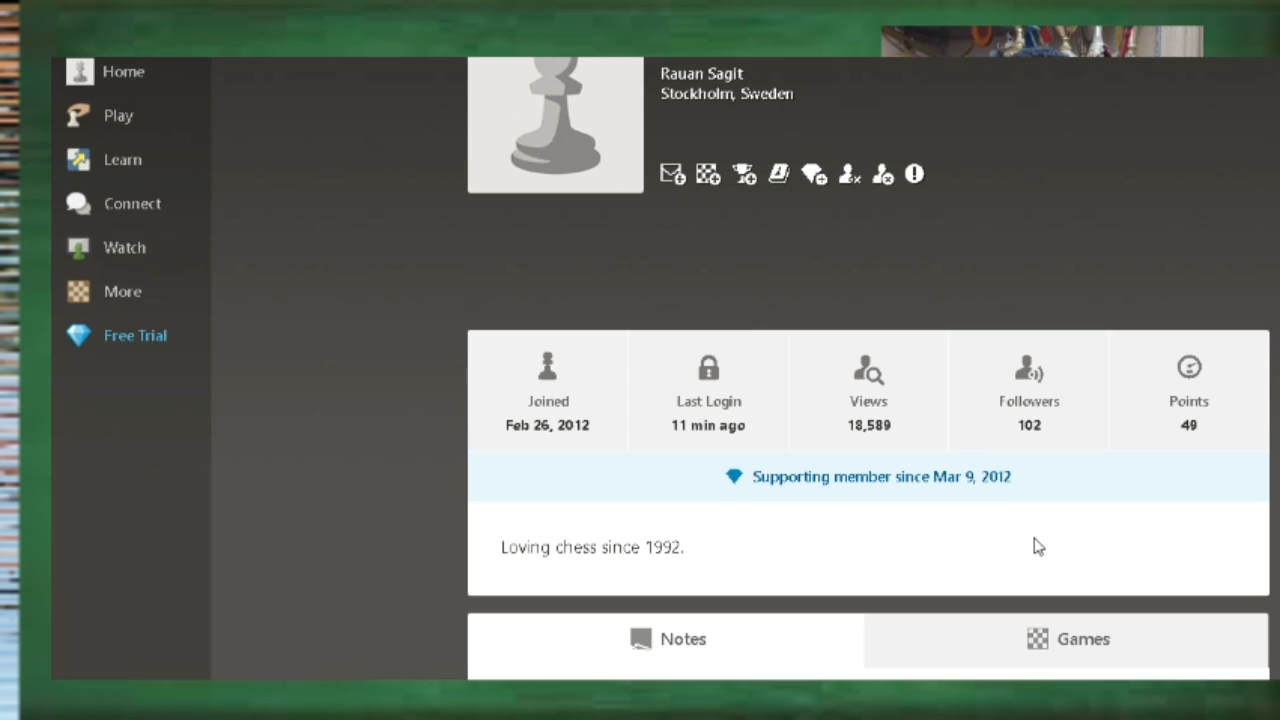 Home
Play
Learn
Connect
Watch
More
Free Trial
Rauan Sagit
Stockholm, Sweden
Joined
Feb 26, 2012
Last Login
11 min ago
Views
18,589
Followers
102
Points
49
Supporting member since Mar 9, 2012
Loving chess since 1992.
Notes
Games